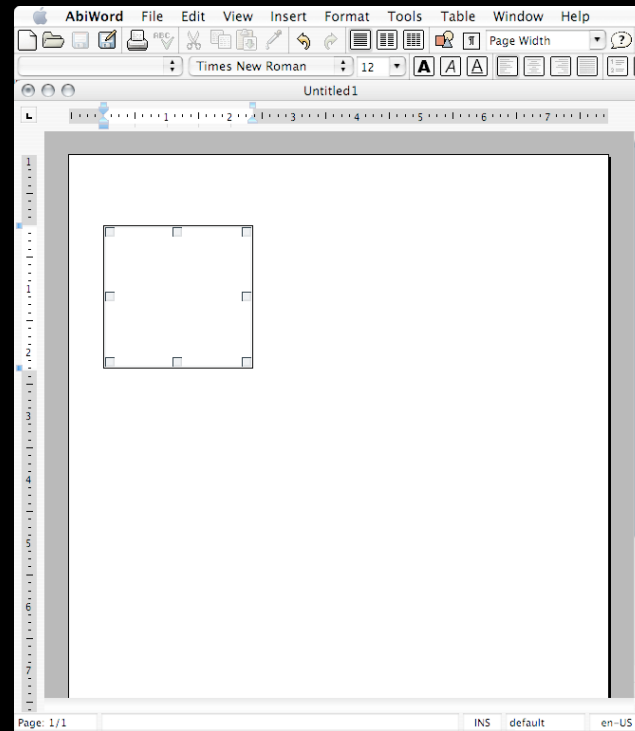 AbiWord File Edit View Insert Format Tools Table Window Help
ABC Page Width ?
Times New Roman 12 A A A
Untitled1
L 1 2 3 4 5 6 7
1
1
2
3
4
5
6
7
Page: 1/1 INS default en-US